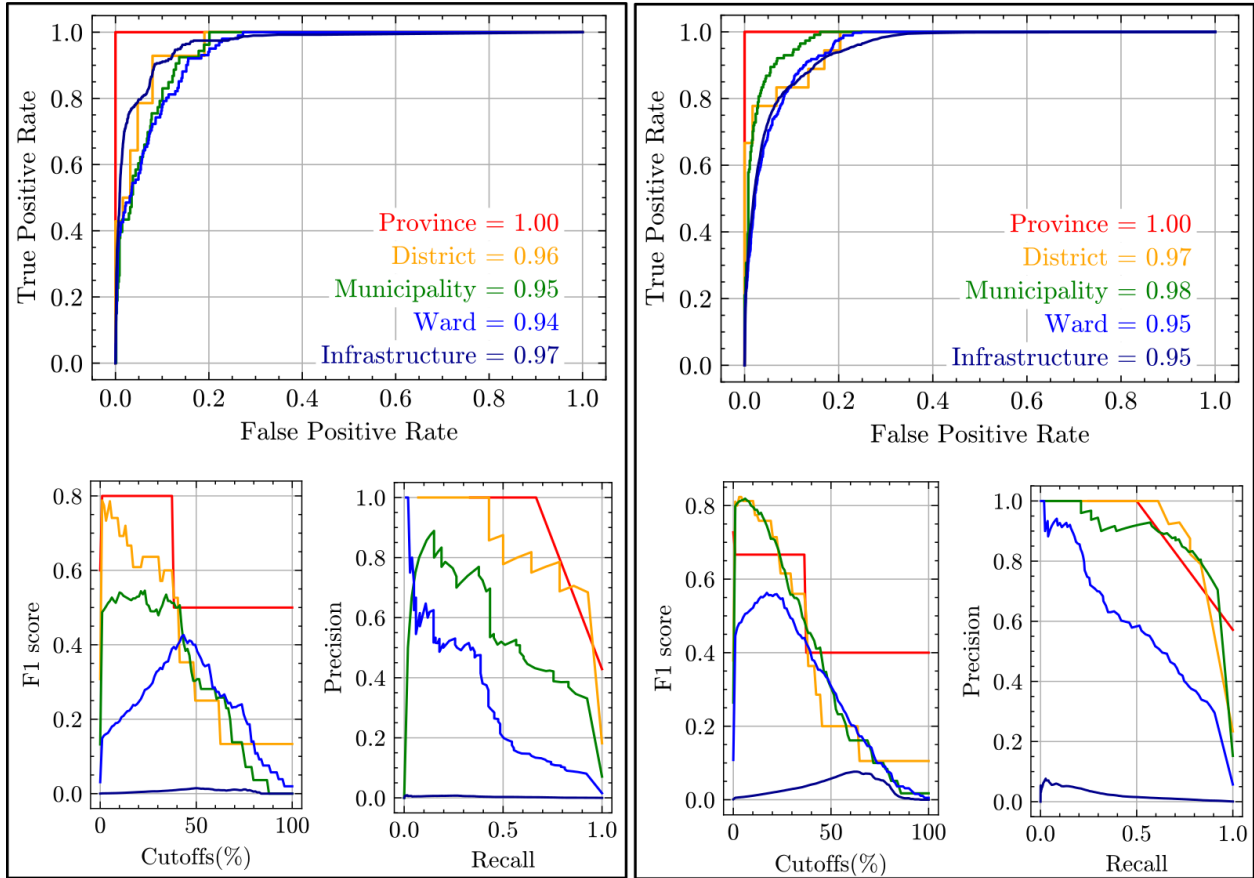 1.0
0.8
0.6
0.4
0.2
0.0
True Positive Rate
Province = 1.00
District = 0.96
Municipality = 0.95
Ward = 0.94
Infrastructure = 0.97
0.0 0.2 0.4 0.6 0.8 1.0
False Positive Rate
0.8
0.6
0.4
0.2
0.0
F1 score
0 50 100
Cutoffs(%)
1.0
0.8
0.6
0.4
0.2
0.0
Precision
0.0 0.5 1.0
Recall
1.0
0.8
0.6
0.4
0.2
0.0
True Positive Rate
Province = 1.00
District = 0.97
Municipality = 0.98
Ward = 0.95
Infrastructure = 0.95
0.0 0.2 0.4 0.6 0.8 1.0
False Positive Rate
0.8
0.6
0.4
0.2
0.0
F1 score
0 50 100
Cutoffs(%)
1.0
0.8
0.6
0.4
0.2
0.0
Precision
0.0 0.5 1.0
Recall